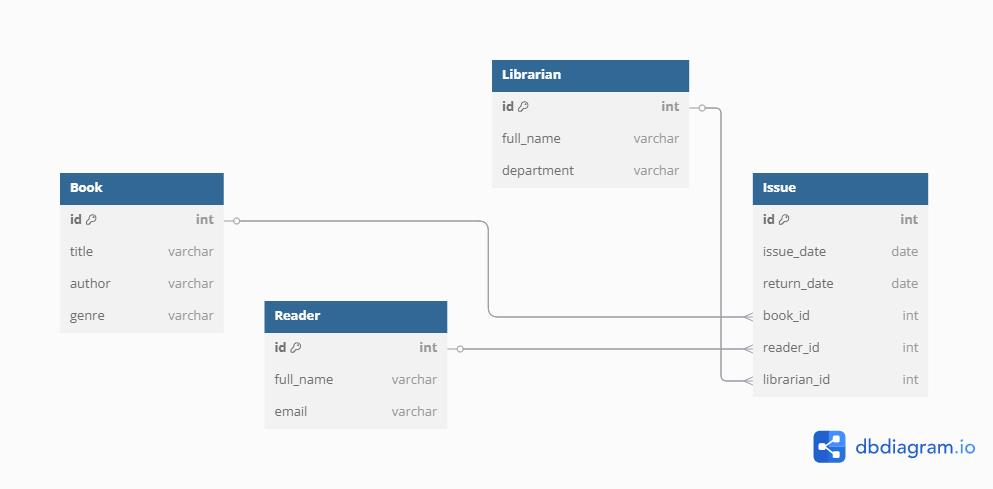 Librarian
id int
full_name varchar
department varchar
Book
id int
title varchar
author varchar
genre varchar
Reader
id int
full_name varchar
email varchar
Issue
id int
issue_date date
return_date date
book_id int
reader_id int
librarian_id int
dbdiagram.io